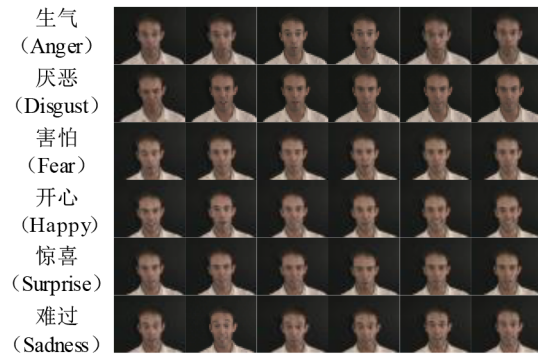 生气
（Anger）
厌恶
（Disgust）
害怕
（Fear）
开心
（Happy)
惊喜
（Surprise）
难过
（Sadness）